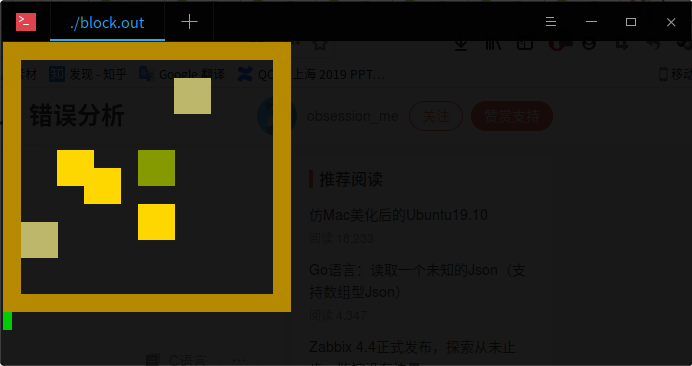 ./block.out
发现 - 知乎
Google 翻译
上海 2019 PPT…
移动
错误分析
obsession_me
关注
赞赏支持
推荐阅读
仿Mac美化后的Ubuntu19.10
阅读 16,233
Go语言：读取一个未知的Json（支
持数组型Json）
阅读 4,347
Zabbix 4.4正式发布，探索从未止
C语言